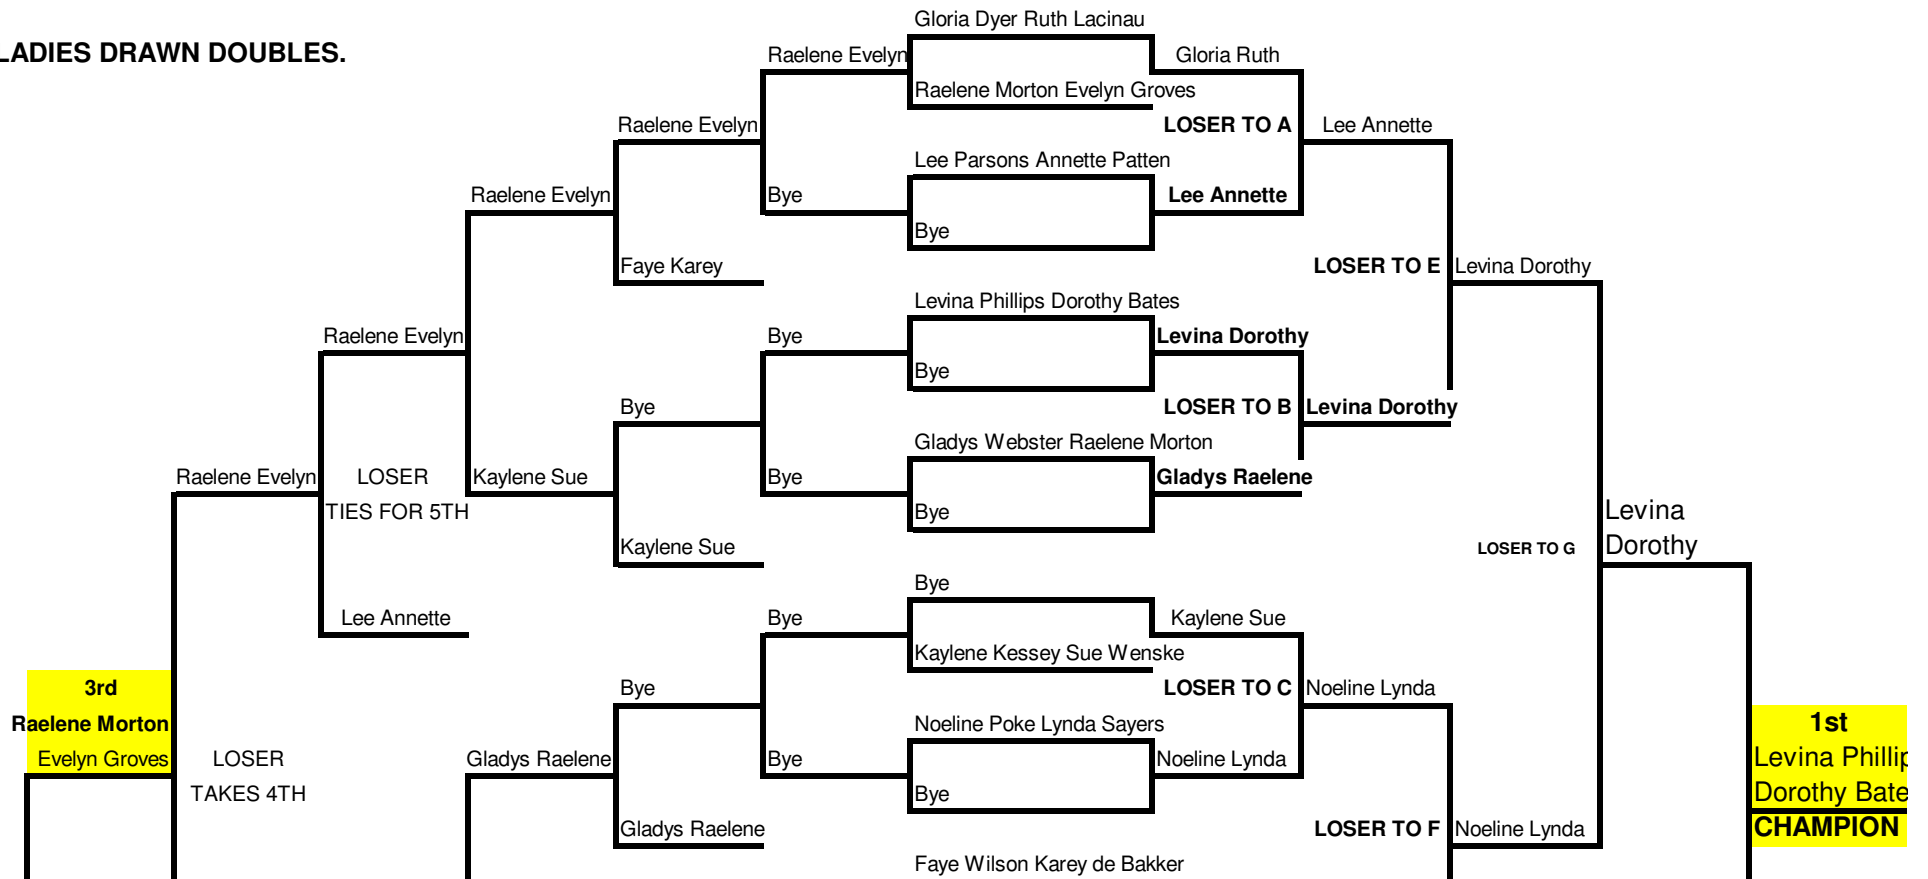 Gloria Dyer Ruth Lacinau
LADIES DRAWN DOUBLES.
Raelene Evelyn
Gloria Ruth
Raelene Morton Evelyn Groves
Raelene Evelyn
LOSER TO A
Lee Annette
Lee Parsons Annette Patten
Raelene Evelyn
Bye
Lee Annette
Bye
Faye Karey
LOSER TO E
Levina Dorothy
Levina Phillips Dorothy Bates
Raelene Evelyn
Bye
Levina Dorothy
Bye
Bye
LOSER TO B
Levina Dorothy
Gladys Webster Raelene Morton
Raelene Evelyn
LOSER
Kaylene Sue
Bye
Gladys Raelene
TIES FOR 5TH
Bye
Levina
Kaylene Sue
LOSER TO G
Dorothy
Bye
Lee Annette
Bye
Kaylene Sue
Kaylene Kessey Sue Wenske
3rd
Bye
LOSER TO C
Noeline Lynda
Raelene Morton
Noeline Poke Lynda Sayers
1st
Evelyn Groves
LOSER
Gladys Raelene
Bye
Noeline Lynda
Levina Phillip
TAKES 4TH
Bye
Dorothy Bate
Gladys Raelene
LOSER TO F
Noeline Lynda
CHAMPION
Faye Wilson Karey de Bakker